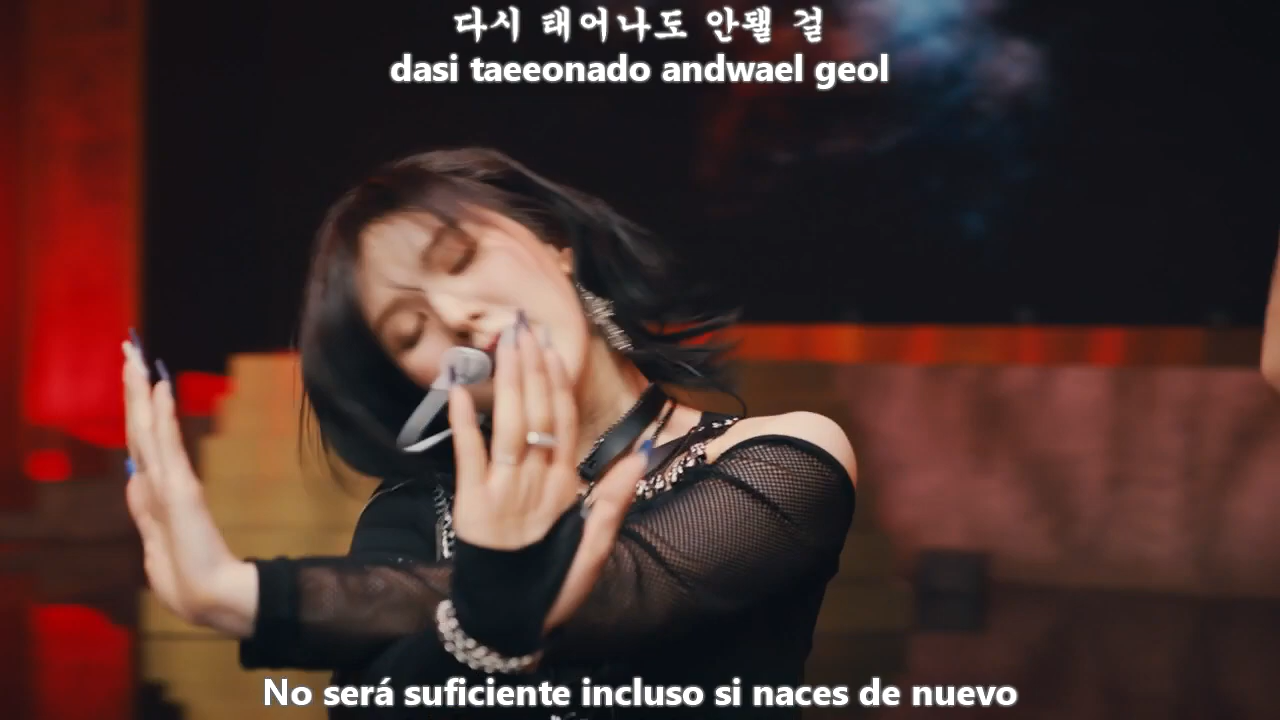 다시 태어나도 안됄 걸
dasi taeeonado andwael geol
No será suficiente incluso si naces de nuevo